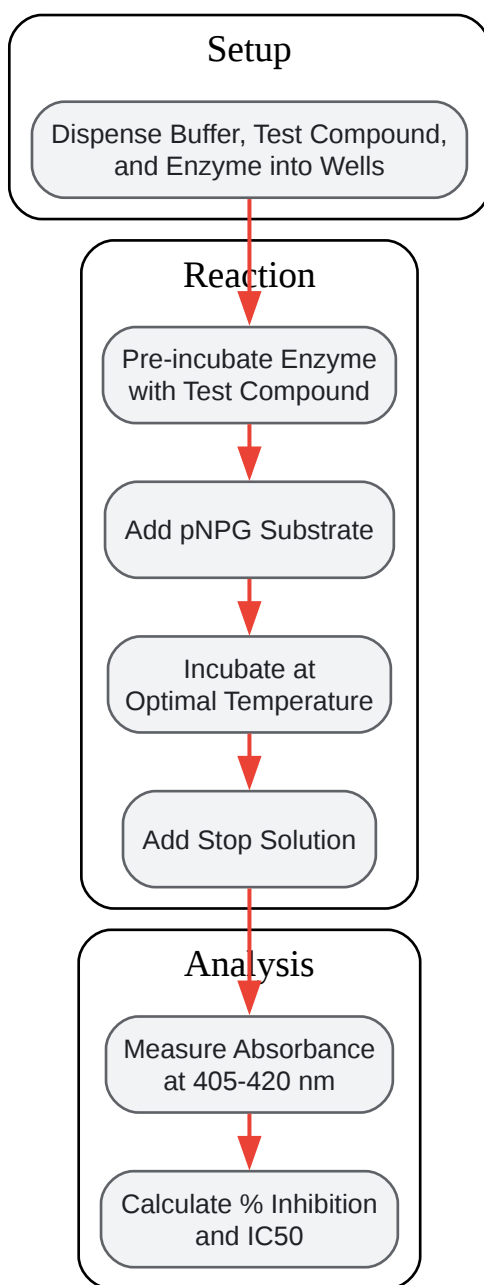 Setup
Dispense Buffer, Test Compound,
and Enzyme into Wells
Reaction
Pre-incubate Enzyme
with Test Compound
Add pNPG Substrate
Incubate at
Optimal Temperature
Add Stop Solution
Analysis
Measure Absorbance
at 405-420 nm
Calculate % Inhibition
and IC50